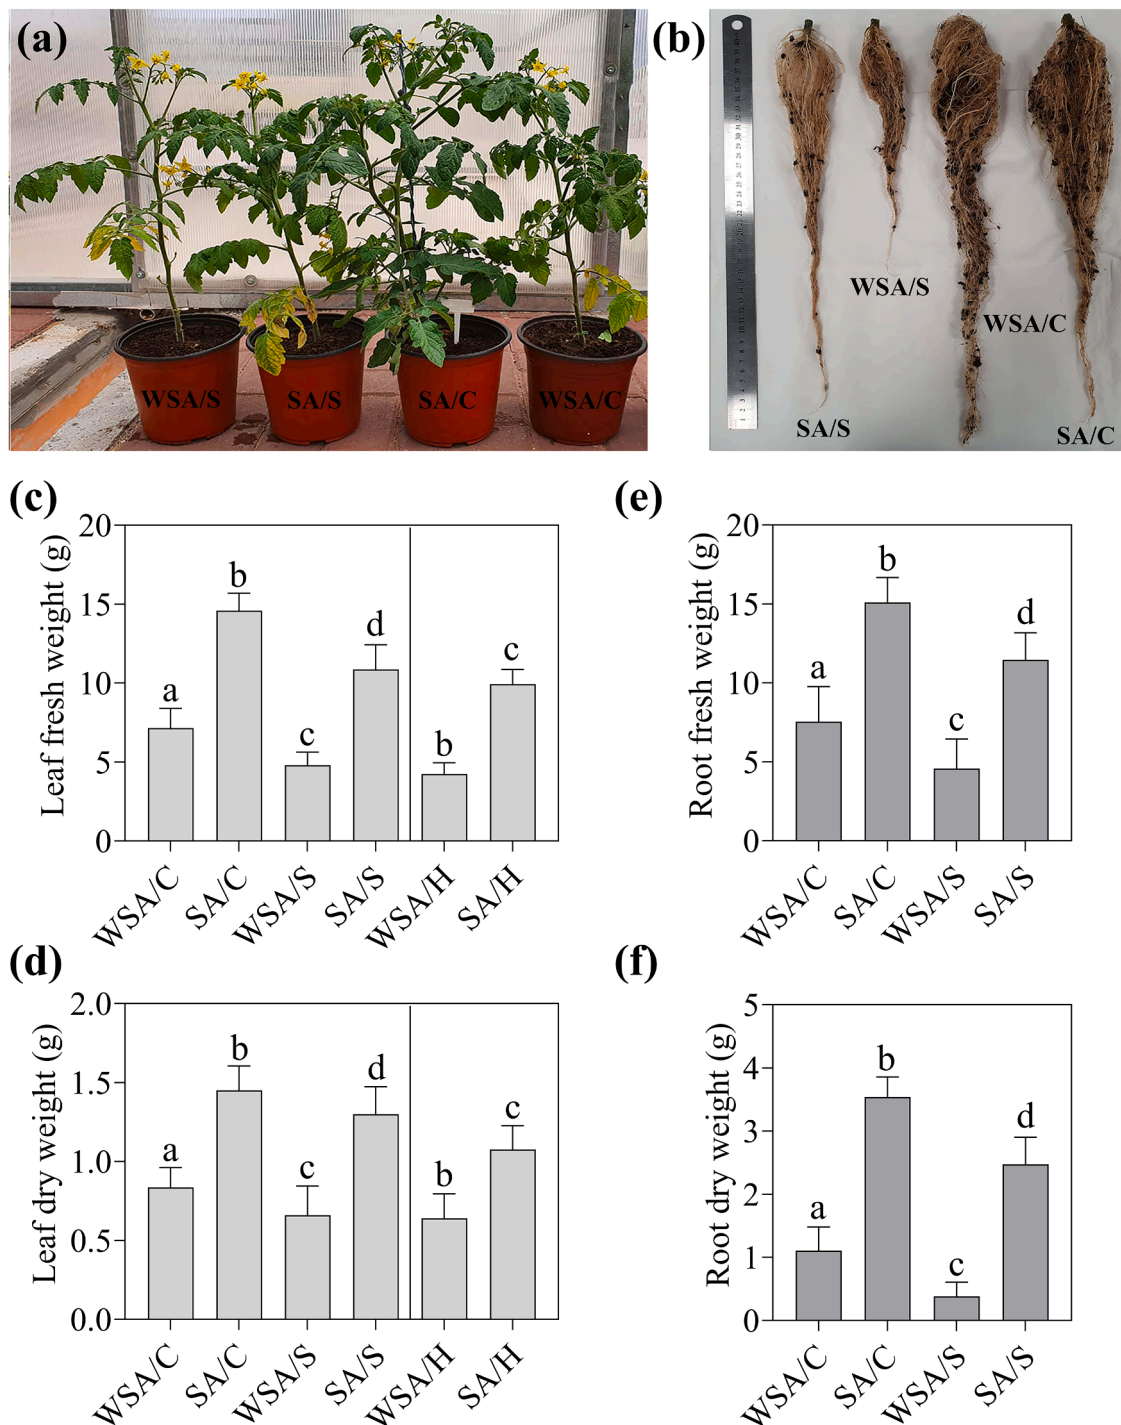 (a)
WSA/S
SA/S
SA/C
WSA/C
(b)
WSA/S
WSA/C
SA/S
SA/C
(c)
Leaf fresh weight (g)
20
15
10
5
0
a
b
c
d
b
c
WSA/C
SA/C
WSA/S
SA/S
WSA/H
SA/H
(e)
Root fresh weight (g)
20
15
10
5
0
a
b
c
d
WSA/C
SA/C
WSA/S
SA/S
(d)
Leaf dry weight (g)
2.0
1.5
1.0
0.5
0.0
a
b
c
d
b
c
WSA/C
SA/C
WSA/S
SA/S
WSA/H
SA/H
(f)
Root dry weight (g)
5
4
3
2
1
0
a
b
c
d
WSA/C
SA/C
WSA/S
SA/S